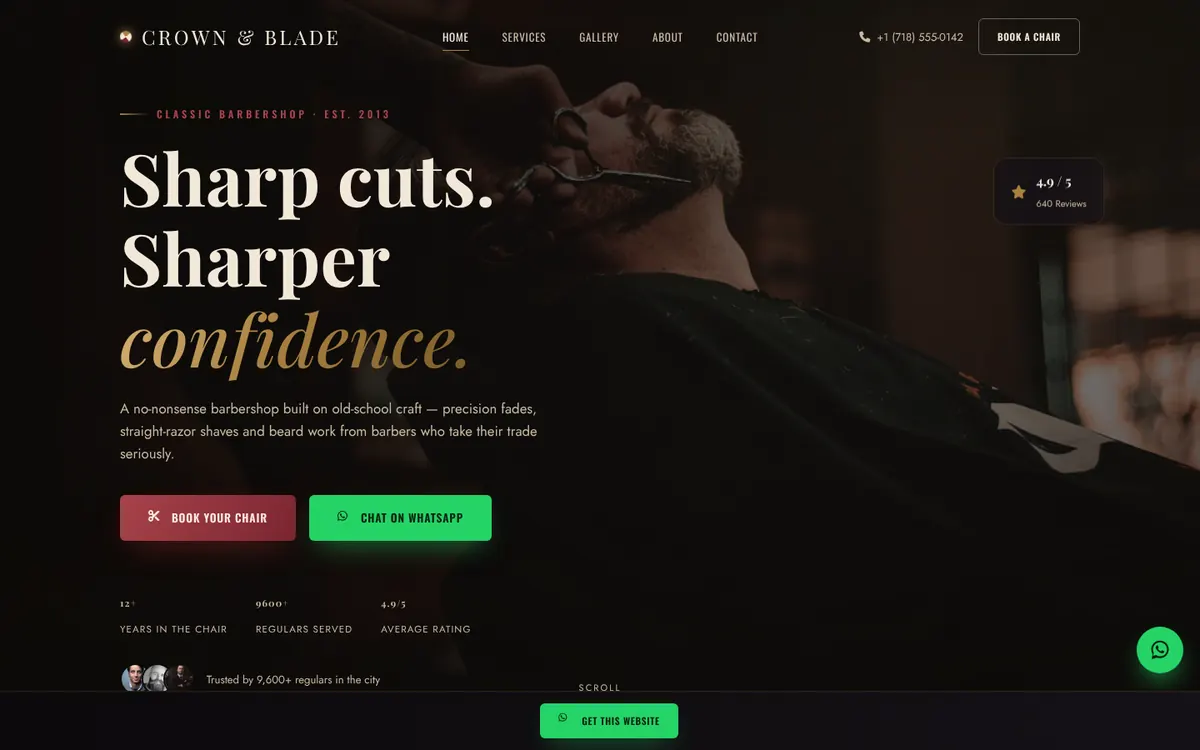 CROWN & BLADE
HOME SERVICES GALLERY ABOUT CONTACT
+1 (718) 555-0142
BOOK A CHAIR
CLASSIC BARBERSHOP · EST. 2013
Sharp cuts.
Sharper
confidence.
4.9 / 5
640 Reviews
A no-nonsense barbershop built on old-school craft — precision fades,
straight-razor shaves and beard work from barbers who take their trade
seriously.
BOOK YOUR CHAIR
CHAT ON WHATSAPP
12+
YEARS IN THE CHAIR
9600+
REGULARS SERVED
4.9/5
AVERAGE RATING
Trusted by 9,600+ regulars in the city
SCROLL
GET THIS WEBSITE